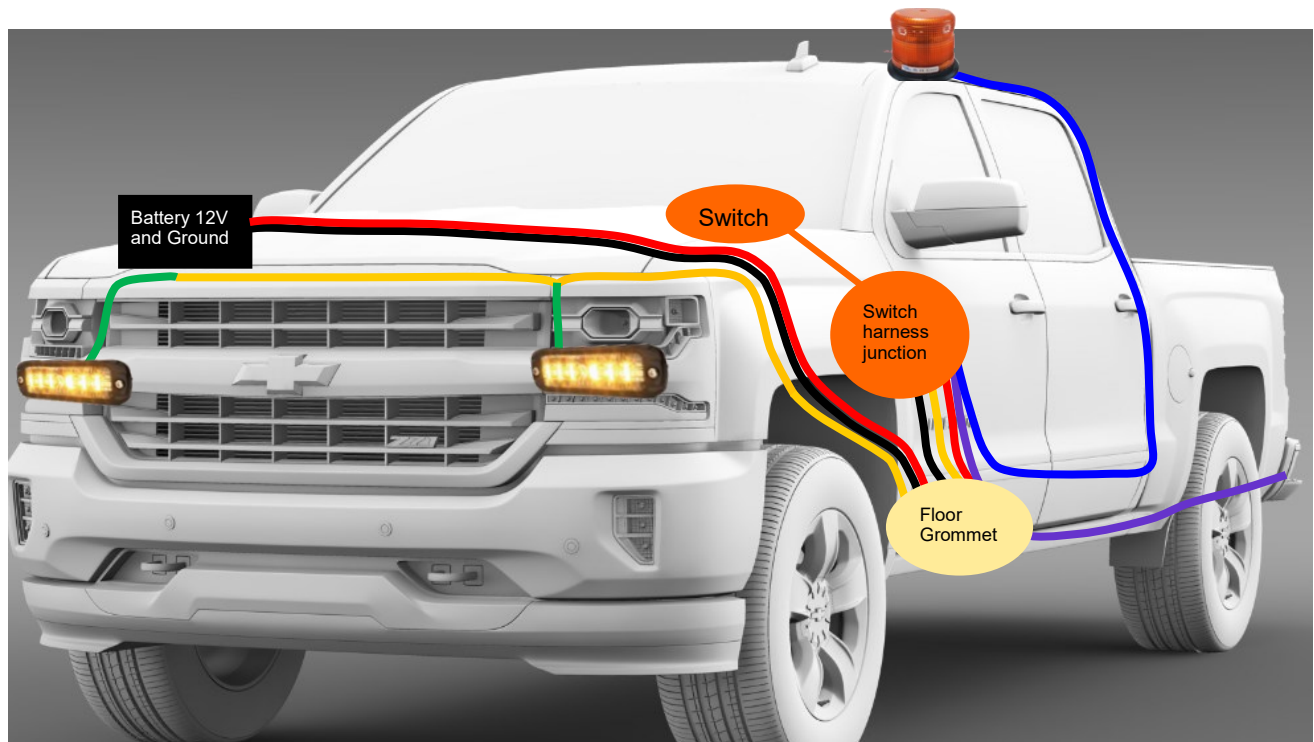 Battery 12V
and Ground
Switch
Switch
harness
junction
Floor
Grommet